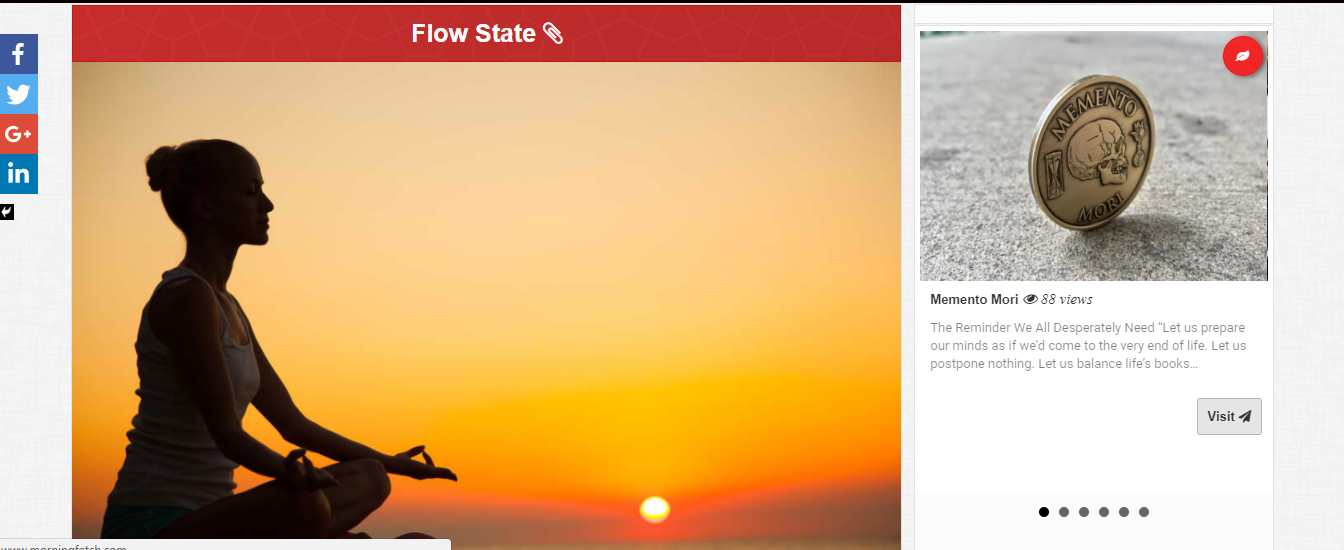 Flow State
f
G+
in
MEMENTO
MORI
Memento Mori 88 views
The Reminder We All Desperately Need “Let us prepare
our minds as if we’d come to the very end of life. Let us
postpone nothing. Let us balance life’s books...
Visit
www.morningfetch.com